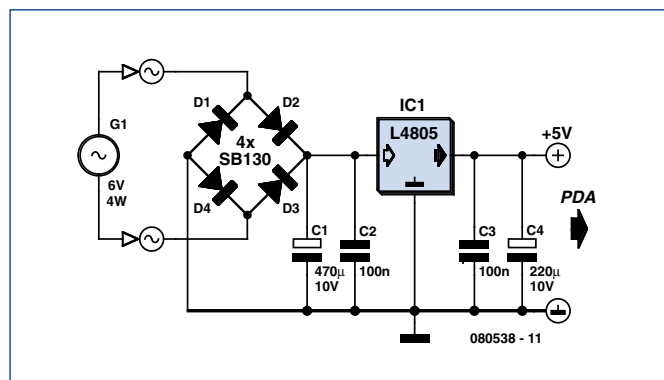 G1
6V
4W
D1
D2
4x
SB130
D4
D3
C1
470µ
10V
C2
100n
IC1
L4805
C3
100n
C4
220µ
10V
+5V
PDA
080538 - 11